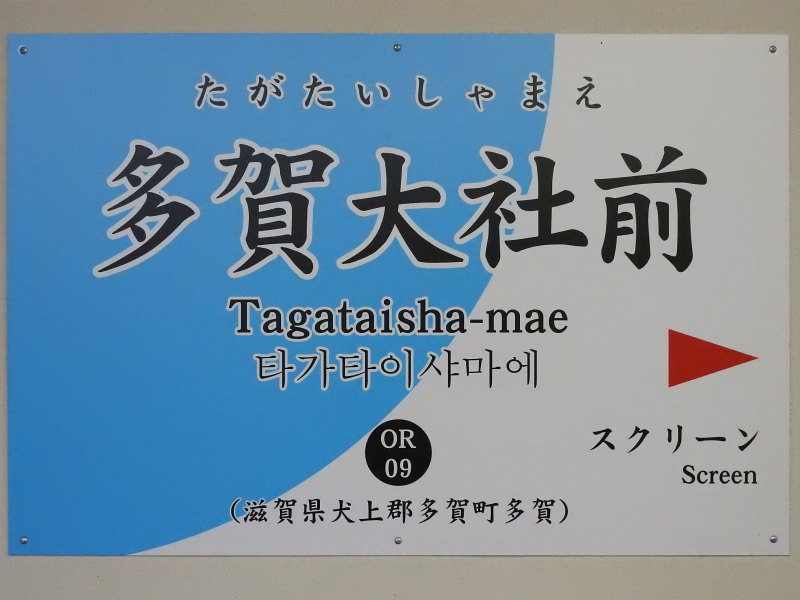 たがたいしゃまえ
多賀大社前
Tagataisha-mae
타가타이샤마에
スクリーン
Screen
OR
09
(滋賀県犬上郡多賀町多賀)